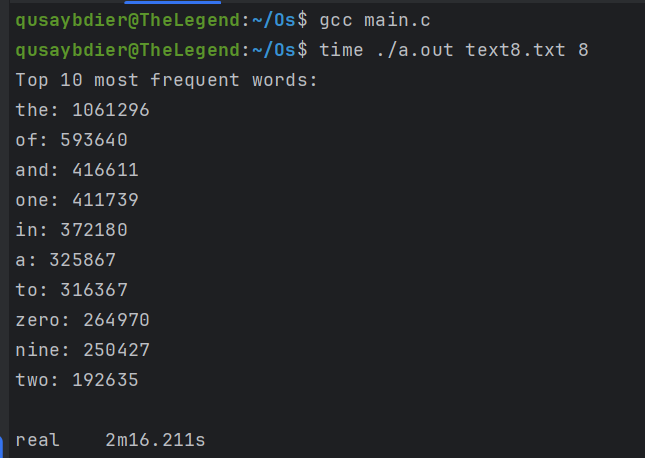 qusaybdier@TheLegend:~/Os$ gcc main.c
qusaybdier@TheLegend:~/Os$ time ./a.out text8.txt 8
Top 10 most frequent words:
the: 1061296
of: 593640
and: 416611
one: 411739
in: 372180
a: 325867
to: 316367
zero: 264970
nine: 250427
two: 192635

real    2m16.211s